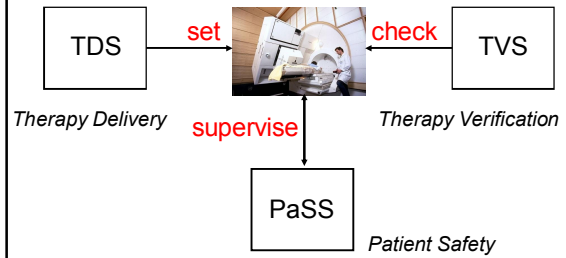 TDS
set
check
TVS
Therapy Delivery
Therapy Verification
supervise
PaSS
Patient Safety